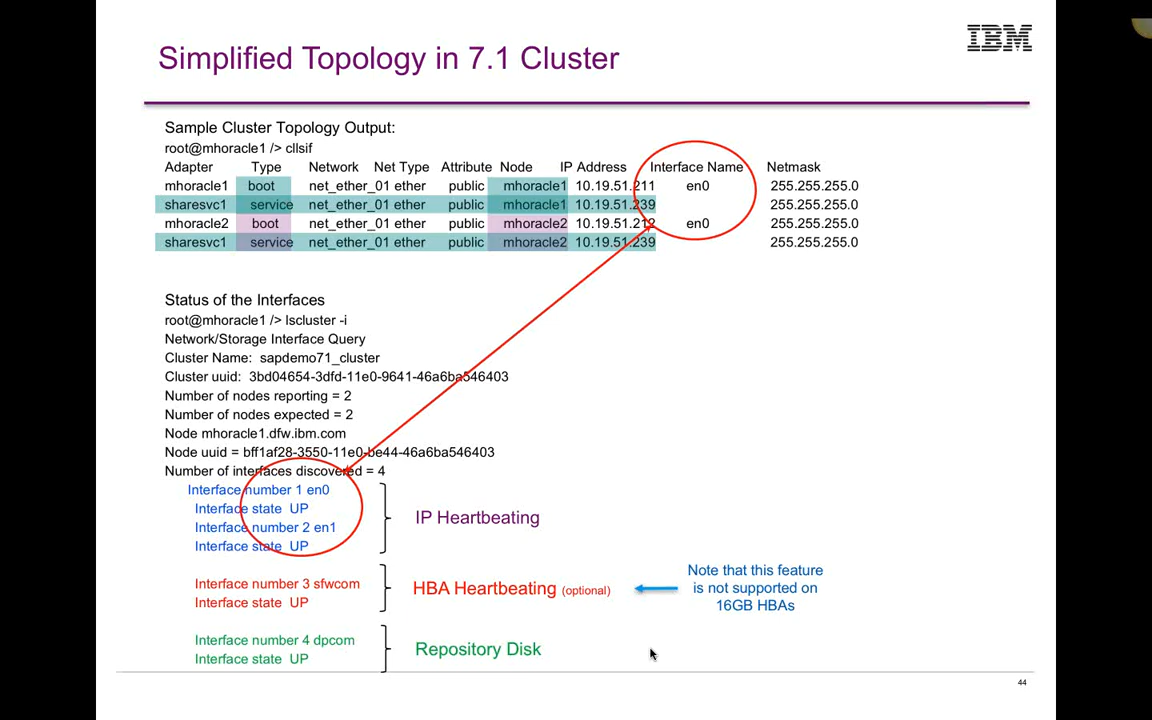 IBM
Simplified Topology in 7.1 Cluster
Sample Cluster Topology Output:
root@mhoracle1 /> cllsif
Adapter Type Network Net Type Attribute Node IP Address Interface Name Netmask
mhoracle1 boot net_ether_01 ether public mhoracle1 10.19.51.211 en0 255.255.255.0
sharesvc1 service net_ether_01 ether public mhoracle1 10.19.51.239 255.255.255.0
mhoracle2 boot net_ether_01 ether public mhoracle2 10.19.51.212 en0 255.255.255.0
sharesvc1 service net_ether_01 ether public mhoracle2 10.19.51.239 255.255.255.0
Status of the Interfaces
root@mhoracle1 /> lscluster -i
Network/Storage Interface Query
Cluster Name: sapdemo71_cluster
Cluster uuid: 3bd04654-3dfd-11e0-9641-46a6ba546403
Number of nodes reporting = 2
Number of nodes expected = 2
Node mhoracle1.dfw.ibm.com
Node uuid = bff1af28-3550-11e0-be44-46a6ba546403
Number of interfaces discovered = 4
Interface number 1 en0
Interface state UP
Interface number 2 en1
Interface state UP
IP Heartbeating
Interface number 3 sfwcom
Interface state UP
HBA Heartbeating (optional)
Note that this feature
is not supported on
16GB HBAs
Interface number 4 dpcom
Interface state UP
Repository Disk
44